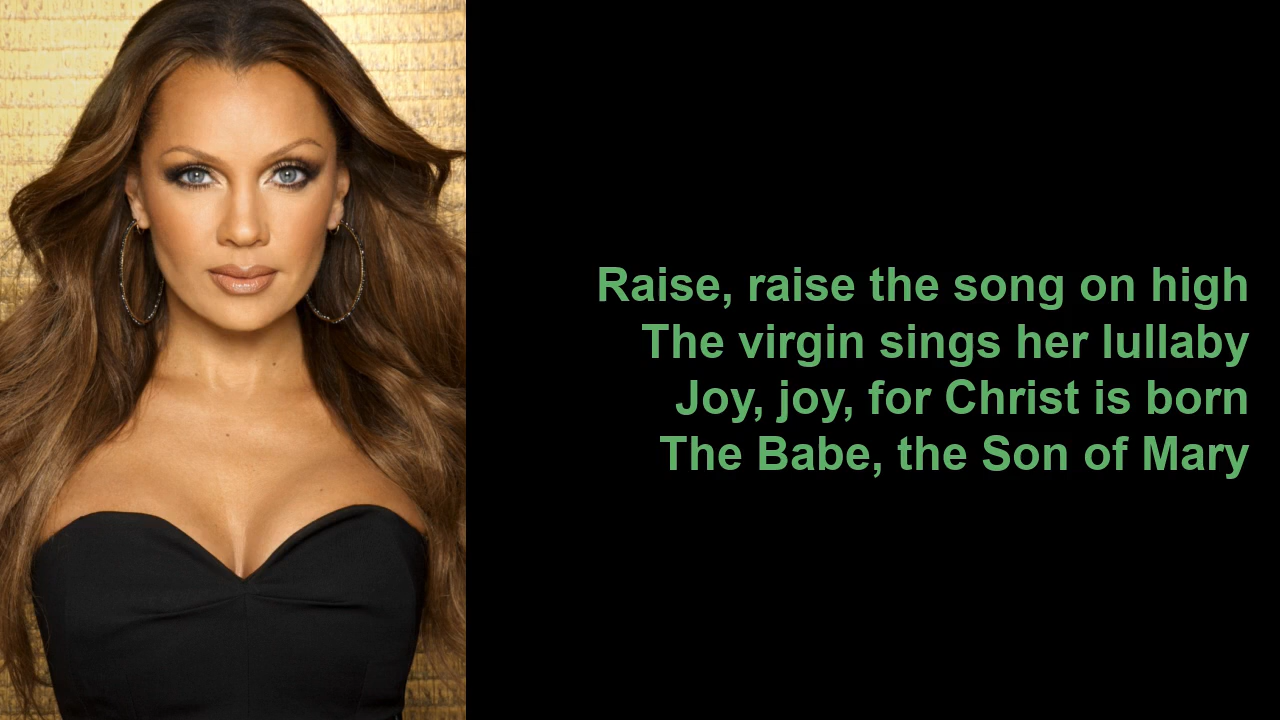 Raise, raise the song on high
The virgin sings her lullaby
Joy, joy, for Christ is born
The Babe, the Son of Mary